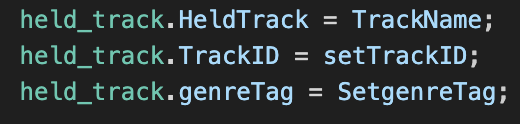 held_track.HeldTrack = TrackName;
held_track.TrackID = setTrackID;
held_track.genreTag = SetgenreTag;